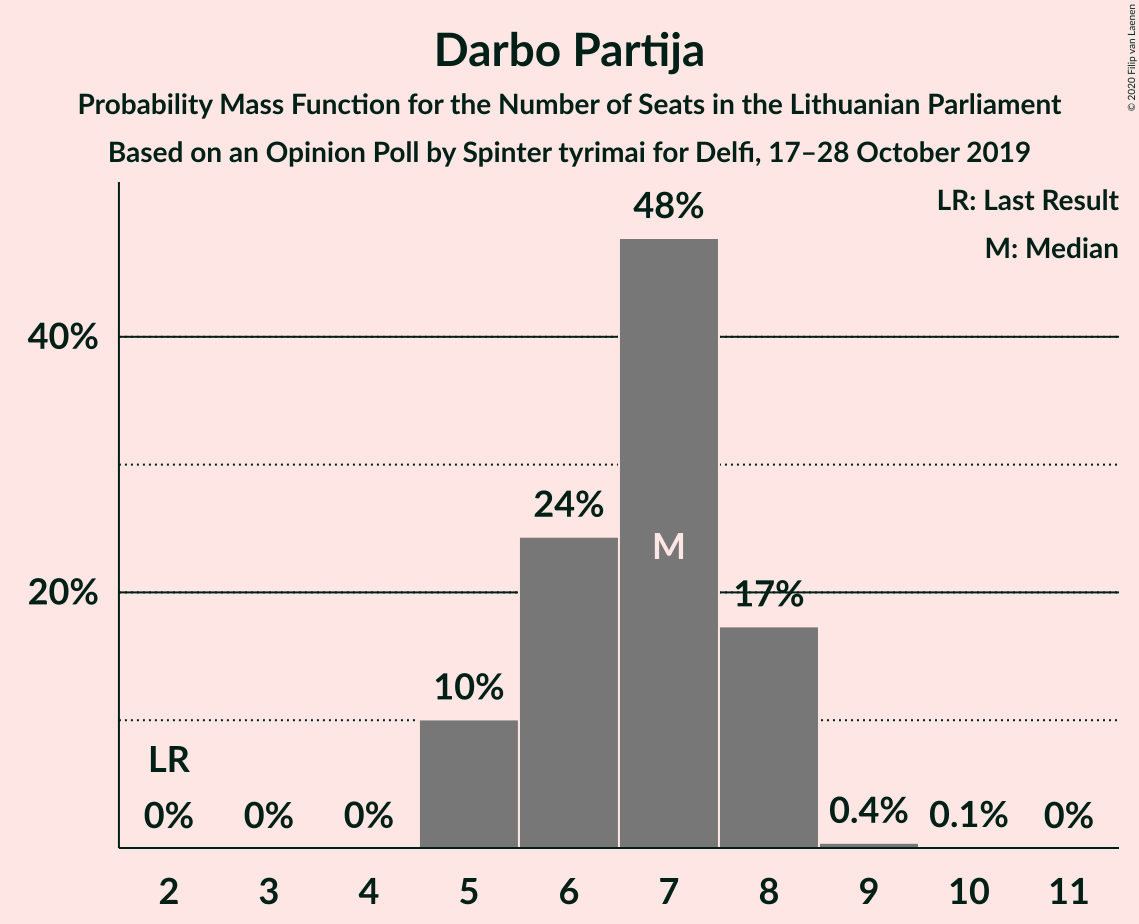 Darbo Partija
Probability Mass Function for the Number of Seats in the Lithuanian Parliament
Based on an Opinion Poll by Spinter tyrimai for Delfi, 17–28 October 2019
© 2020 Filip van Laenen
LR: Last Result
M: Median
48%
40%
24%
M
20%
17%
10%
LR
0%
0%
0%
0.4%
0.1%
0%
2
3
4
5
6
7
8
9
10
11